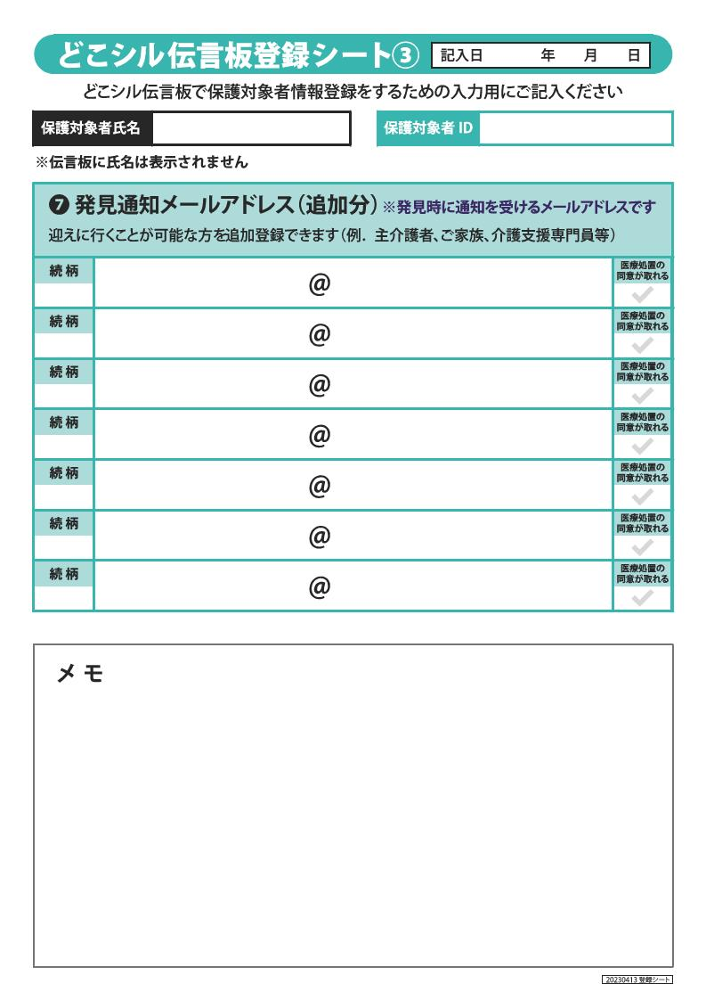 どこシル伝言板登録シート③
記入日 年 月 日
どこシル伝言板で保護対象者情報登録をするための入力用にご記入ください
保護対象者氏名
保護対象者 ID
※伝言板に氏名は表示されません
❼ 発見通知メールアドレス（追加分）※発見時に通知を受けるメールアドレスです
迎えに行くことが可能な方を追加登録できます（例．主介護者、ご家族、介護支援専門員等）
続 柄
@
医療処置の
同意が取れる
続 柄
@
医療処置の
同意が取れる
続 柄
@
医療処置の
同意が取れる
続 柄
@
医療処置の
同意が取れる
続 柄
@
医療処置の
同意が取れる
続 柄
@
医療処置の
同意が取れる
続 柄
@
医療処置の
同意が取れる
メ モ
20230413 登録シート